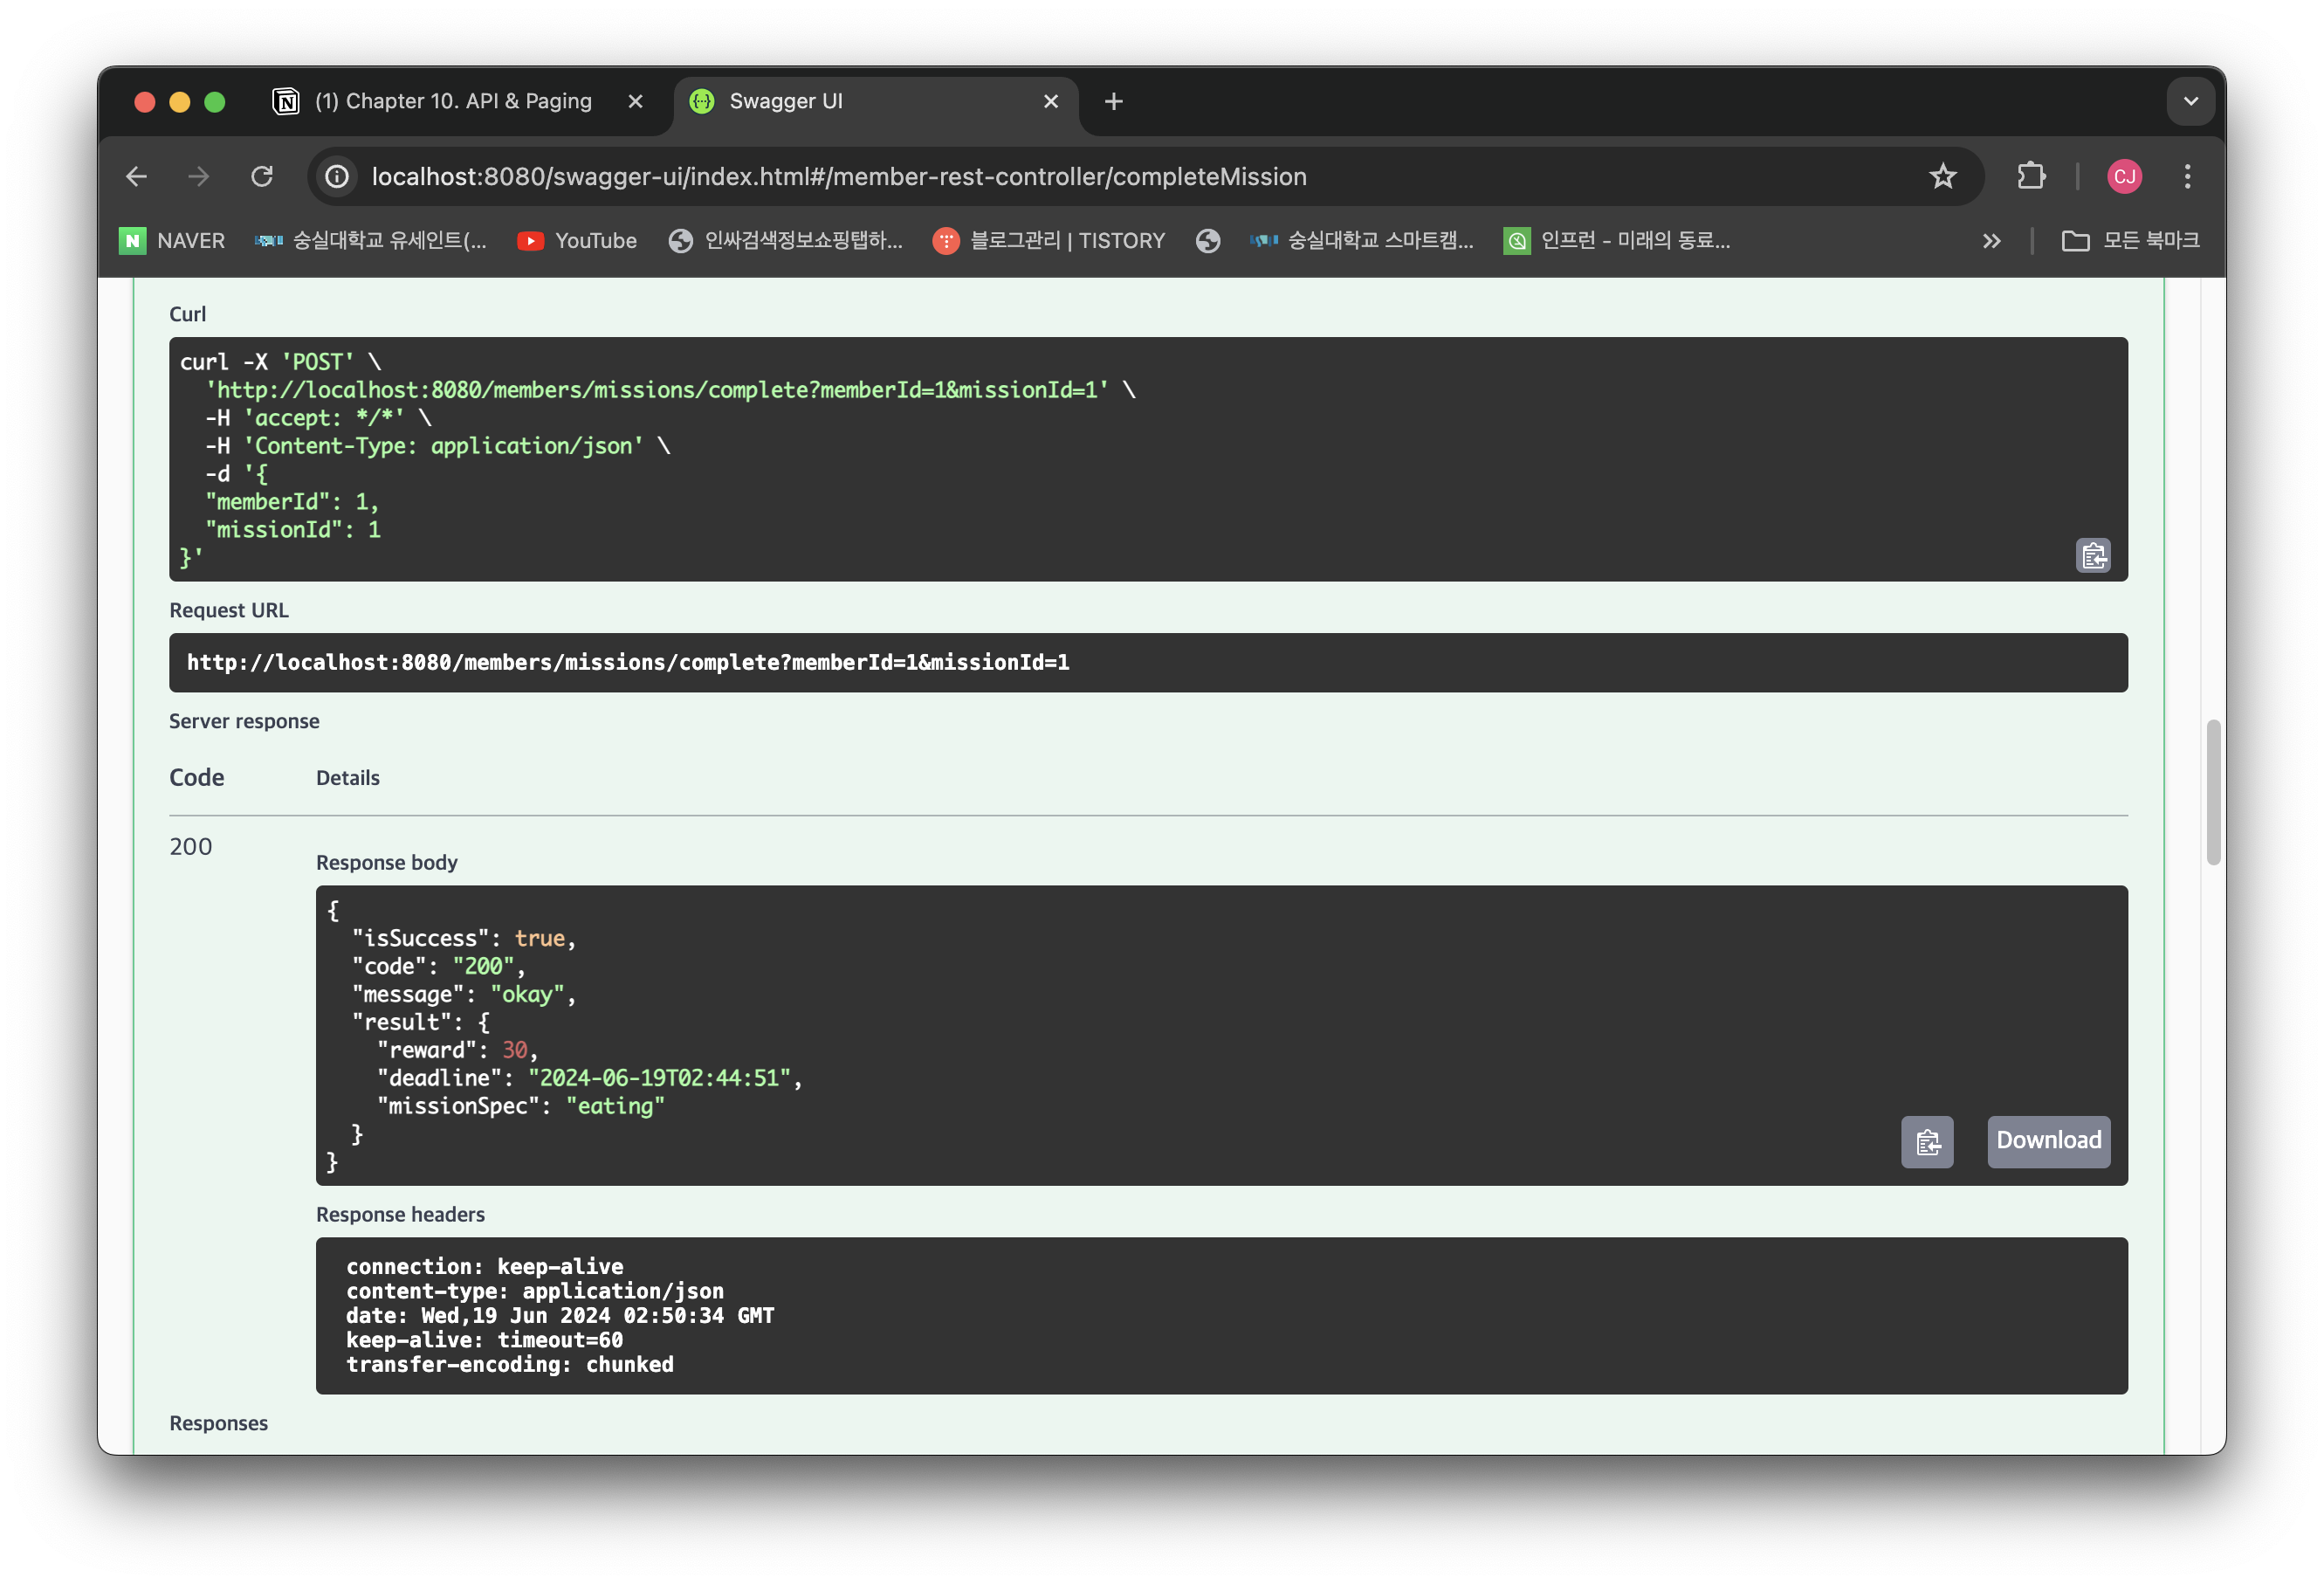 (1) Chapter 10. API & Paging
Swagger UI
localhost:8080/swagger-ui/index.html#/member-rest-controller/completeMission
CJ
N NAVER
숭실대학교 유세인트(...
YouTube
인싸검색정보쇼핑탭하...
블로그관리 | TISTORY
숭실대학교 스마트캠...
인프런 - 미래의 동료...
모든 북마크
Curl
curl -X 'POST' \
  'http://localhost:8080/members/missions/complete?memberId=1&missionId=1' \
  -H 'accept: */*' \
  -H 'Content-Type: application/json' \
  -d '{
  "memberId": 1,
  "missionId": 1
}'
Request URL
http://localhost:8080/members/missions/complete?memberId=1&missionId=1
Server response
Code Details
200
Response body
{
  "isSuccess": true,
  "code": "200",
  "message": "okay",
  "result": {
    "reward": 30,
    "deadline": "2024-06-19T02:44:51",
    "missionSpec": "eating"
  }
}
Download
Response headers
connection: keep-alive
content-type: application/json
date: Wed,19 Jun 2024 02:50:34 GMT
keep-alive: timeout=60
transfer-encoding: chunked
Responses